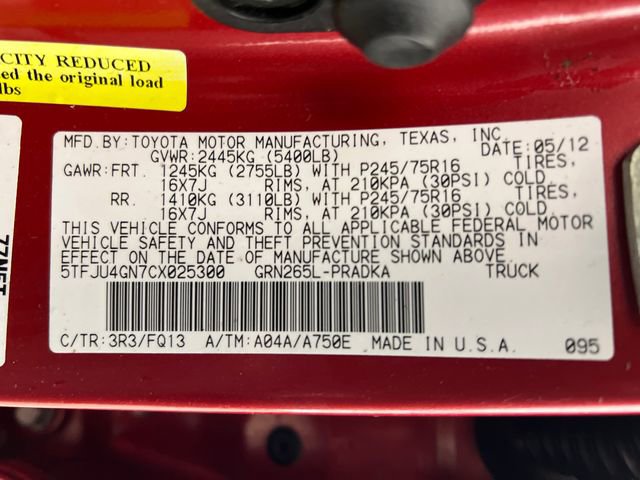 CITY REDUCED
ed the original load
lbs
MFD.BY:TOYOTA MOTOR MANUFACTURING, TEXAS, INC.
GVWR:2445KG (5400LB) DATE:05/12
GAWR:FRT. 1245KG (2755LB) WITH P245/75R16 TIRES,
16X7J RIMS, AT 210KPA (30PSI) COLD
RR. 1410KG (3110LB) WITH P245/75R16 TIRES,
16X7J RIMS, AT 210KPA (30PSI) COLD
THIS VEHICLE CONFORMS TO ALL APPLICABLE FEDERAL MOTOR
VEHICLE SAFETY AND THEFT PREVENTION STANDARDS IN
EFFECT ON THE DATE OF MANUFACTURE SHOWN ABOVE.
5TFJU4GN7CX025300 GRN265L-PRADKA TRUCK
C/TR:3R3/FQ13 A/TM:A04A/A750E MADE IN U.S.A. 095